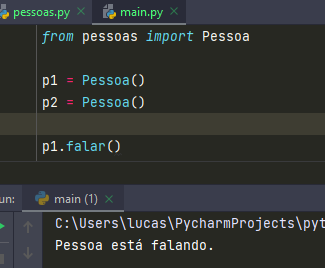 pessoas.py × main.py ×
from pessoas import Pessoa
p1 = Pessoa()
p2 = Pessoa()
p1.falar()
un: main (1) ×
C:\Users\lucas\PycharmProjects\pyt
Pessoa está falando.